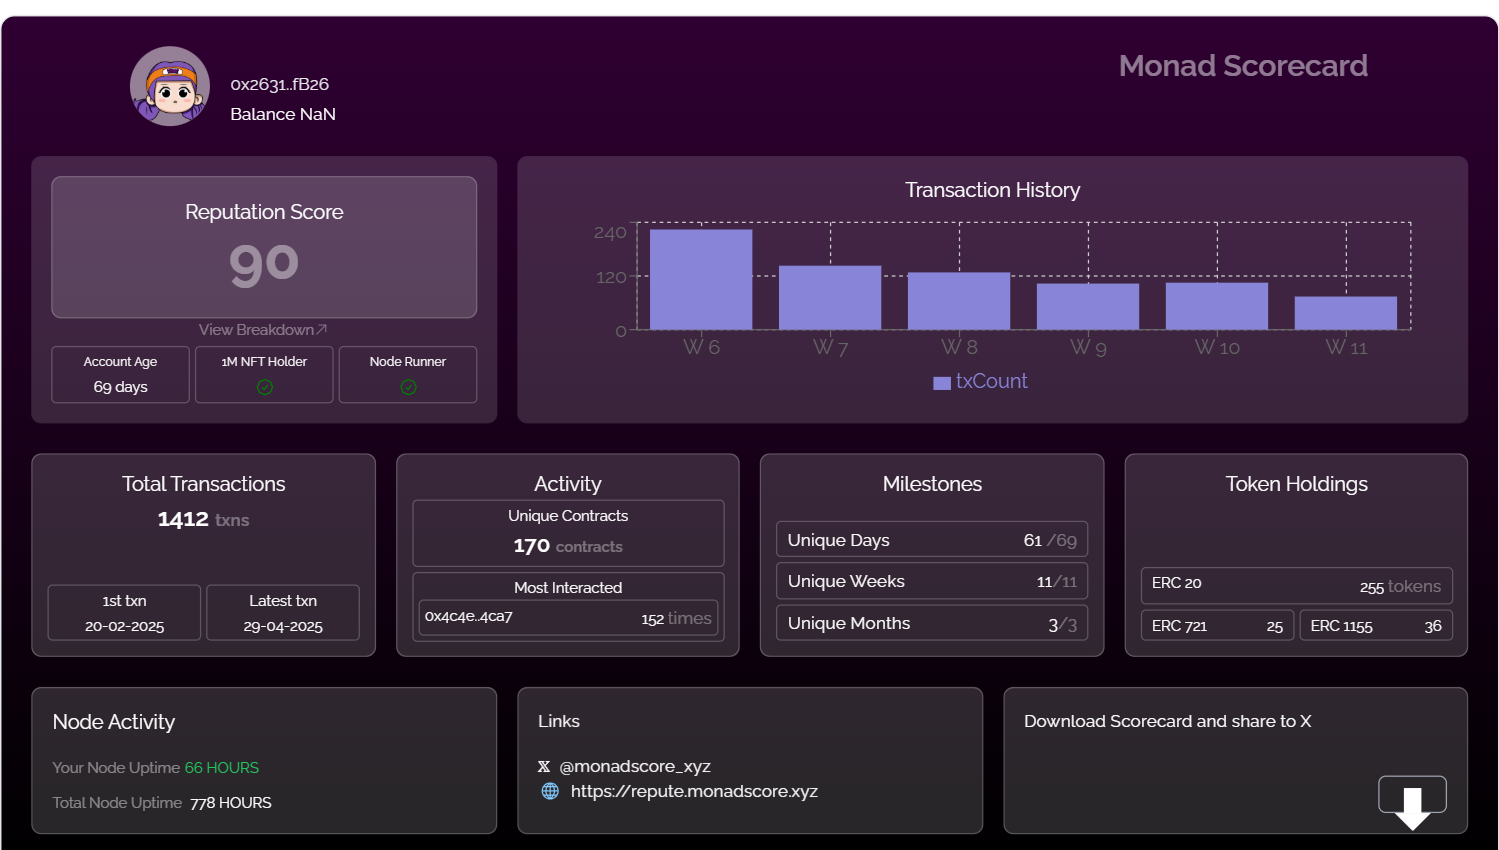 0x2631..fB26
Balance NaN
Monad Scorecard
Reputation Score
90
View Breakdown↗
Account Age
69 days
1M NFT Holder
Node Runner
Transaction History
240
120
0
W 6 W 7 W 8 W 9 W 10 W 11
txCount
Total Transactions
1412 txns
1st txn
20-02-2025
Latest txn
29-04-2025
Activity
Unique Contracts
170 contracts
Most Interacted
0x4c4e..4ca7 152 times
Milestones
Unique Days 61 /69
Unique Weeks 11/11
Unique Months 3/3
Token Holdings
ERC 20 255 tokens
ERC 721 25
ERC 1155 36
Node Activity
Your Node Uptime 66 HOURS
Total Node Uptime 778 HOURS
Links
𝕏 @monadscore_xyz
https://repute.monadscore.xyz
Download Scorecard and share to X